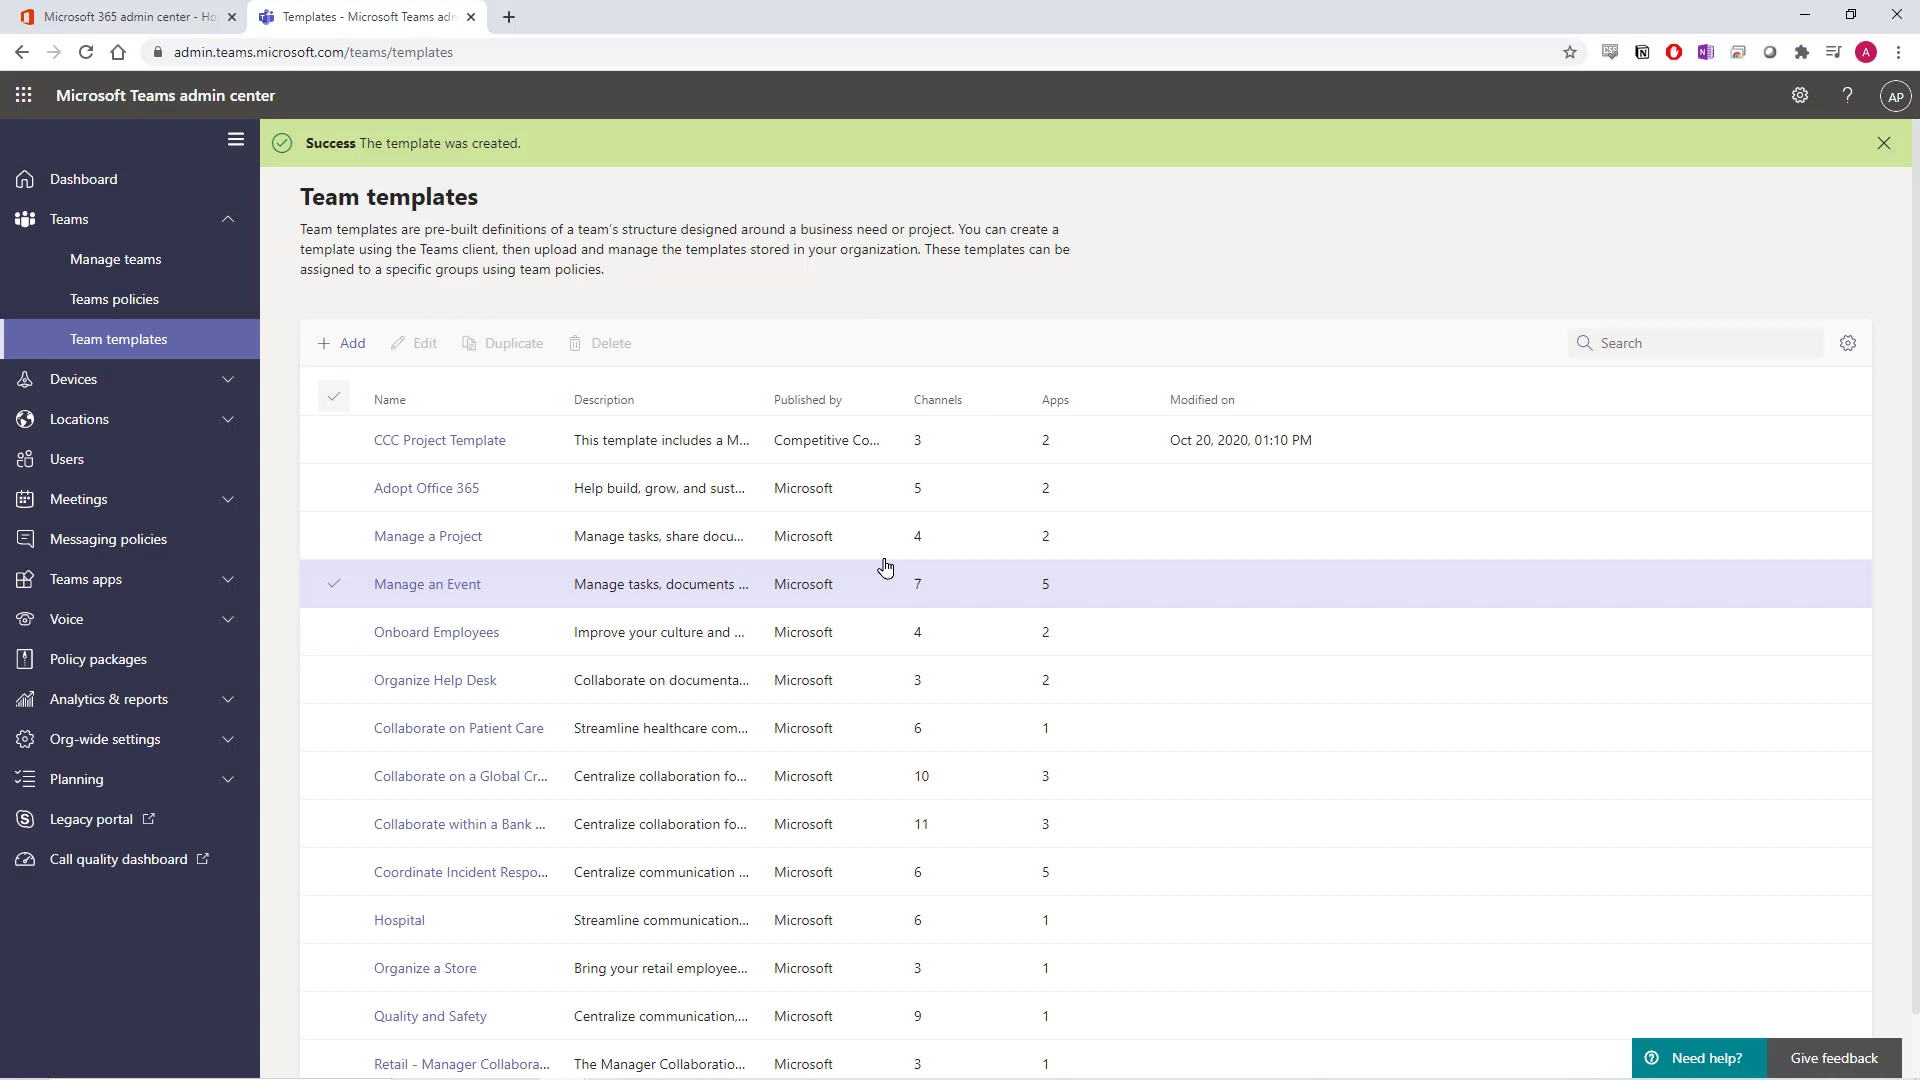 Microsoft 365 admin center - Ho
Templates - Microsoft Teams adm
admin.teams.microsoft.com/teams/templates
A
Microsoft Teams admin center
AP
Success The template was created.
Dashboard
Teams
Manage teams
Teams policies
Team templates
Devices
Locations
Users
Meetings
Messaging policies
Teams apps
Voice
Policy packages
Analytics & reports
Org-wide settings
Planning
Legacy portal
Call quality dashboard
Team templates
Team templates are pre-built definitions of a team's structure designed around a business need or project. You can create a
template using the Teams client, then upload and manage the templates stored in your organization. These templates can be
assigned to a specific groups using team policies.
Add Edit Duplicate Delete Search
Name Description Published by Channels Apps Modified on
CCC Project Template This template includes a M... Competitive Co... 3 2 Oct 20, 2020, 01:10 PM
Adopt Office 365 Help build, grow, and sust... Microsoft 5 2
Manage a Project Manage tasks, share docu... Microsoft 4 2
Manage an Event Manage tasks, documents ... Microsoft 7 5
Onboard Employees Improve your culture and ... Microsoft 4 2
Organize Help Desk Collaborate on documenta... Microsoft 3 2
Collaborate on Patient Care Streamline healthcare com... Microsoft 6 1
Collaborate on a Global Cr... Centralize collaboration fo... Microsoft 10 3
Collaborate within a Bank ... Centralize collaboration fo... Microsoft 11 3
Coordinate Incident Respo... Centralize communication ... Microsoft 6 5
Hospital Streamline communication... Microsoft 6 1
Organize a Store Bring your retail employee... Microsoft 3 1
Quality and Safety Centralize communication,... Microsoft 9 1
Retail - Manager Collabora... The Manager Collaboratio... Microsoft 3 1
Need help? Give feedback